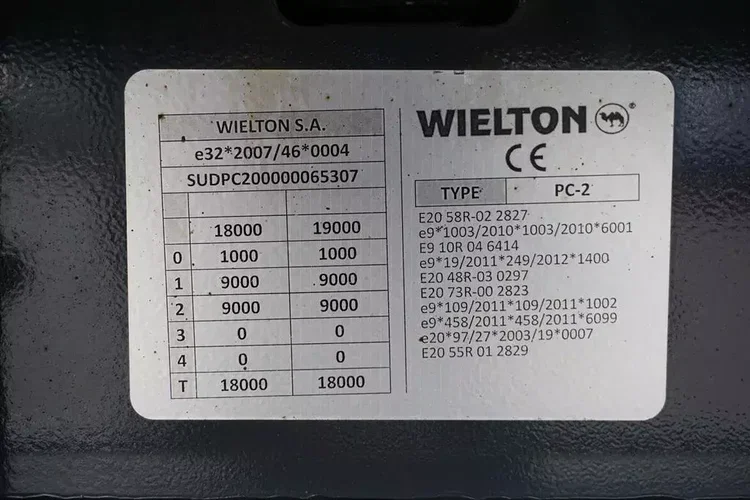 WIELTON S.A.
e32*2007/46*0004
SUDPC200000065307
18000 19000
0 1000 1000
1 9000 9000
2 9000 9000
3 0 0
4 0 0
T 18000 18000
WIELTON ®
CE
TYPE PC-2
E20 58R-02 2827
e9*1003/2010*1003/2010*6001
E9 10R 04 6414
e9*19/2011*249/2012*1400
E20 48R-03 0297
E20 73R-00 2823
e9*109/2011*109/2011*1002
e9*458/2011*458/2011*6099
e20*97/27*2003/19*0007
E20 55R 01 2829